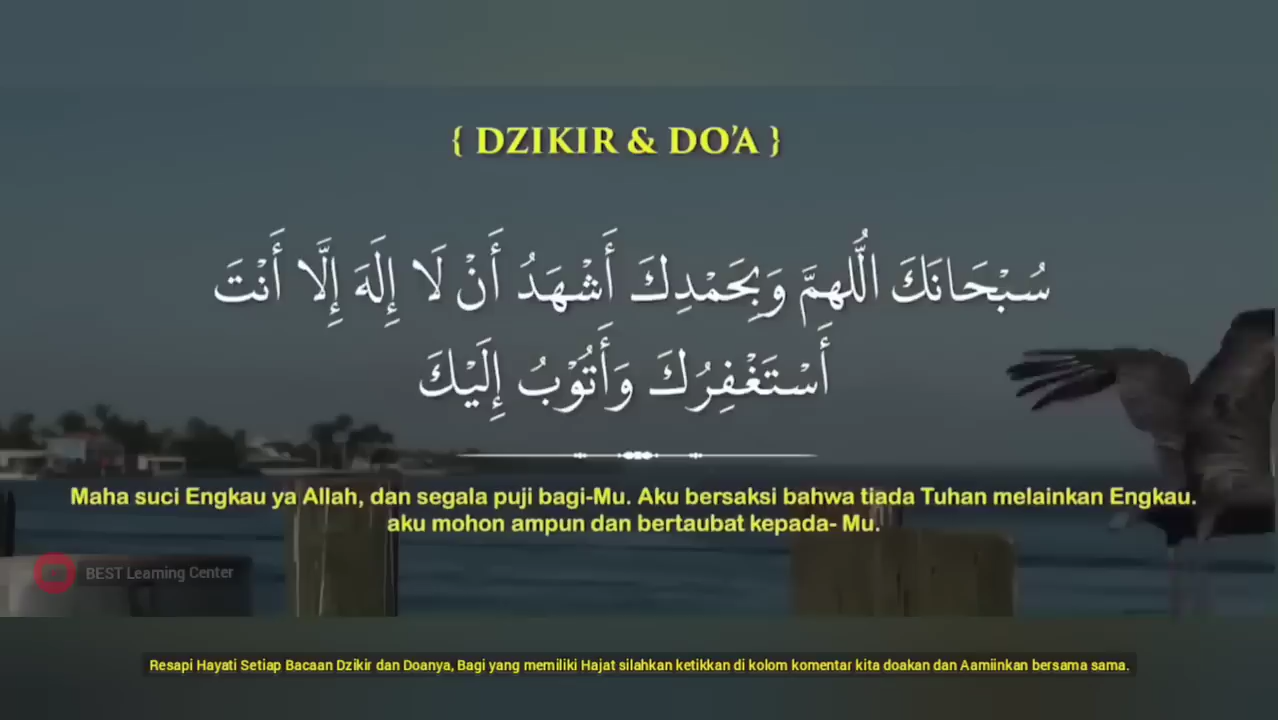 { DZIKIR & DO'A }
سُبْحَانَكَ اللَّهُمَّ وَبِحَمْدِكَ أَشْهَدُ أَنْ لَا إِلَهَ إِلَّا أَنْتَ
أَسْتَغْفِرُكَ وَأَتُوْبُ إِلَيْكَ
Maha suci Engkau ya Allah, dan segala puji bagi-Mu. Aku bersaksi bahwa tiada Tuhan melainkan Engkau.
aku mohon ampun dan bertaubat kepada- Mu.
BEST Learning Center
Resapi Hayati Setiap Bacaan Dzikir dan Doanya, Bagi yang memiliki Hajat silahkan ketikkan di kolom komentar kita doakan dan Aamiinkan bersama sama.